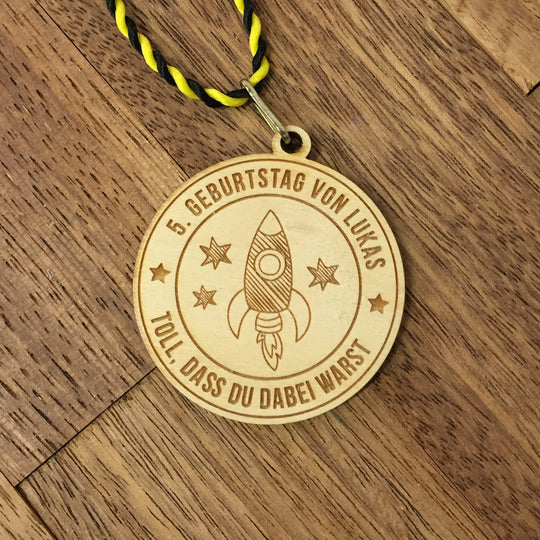 5. GEBURTSTAG VON LUKAS
TOLL, DASS DU DABEI WARST